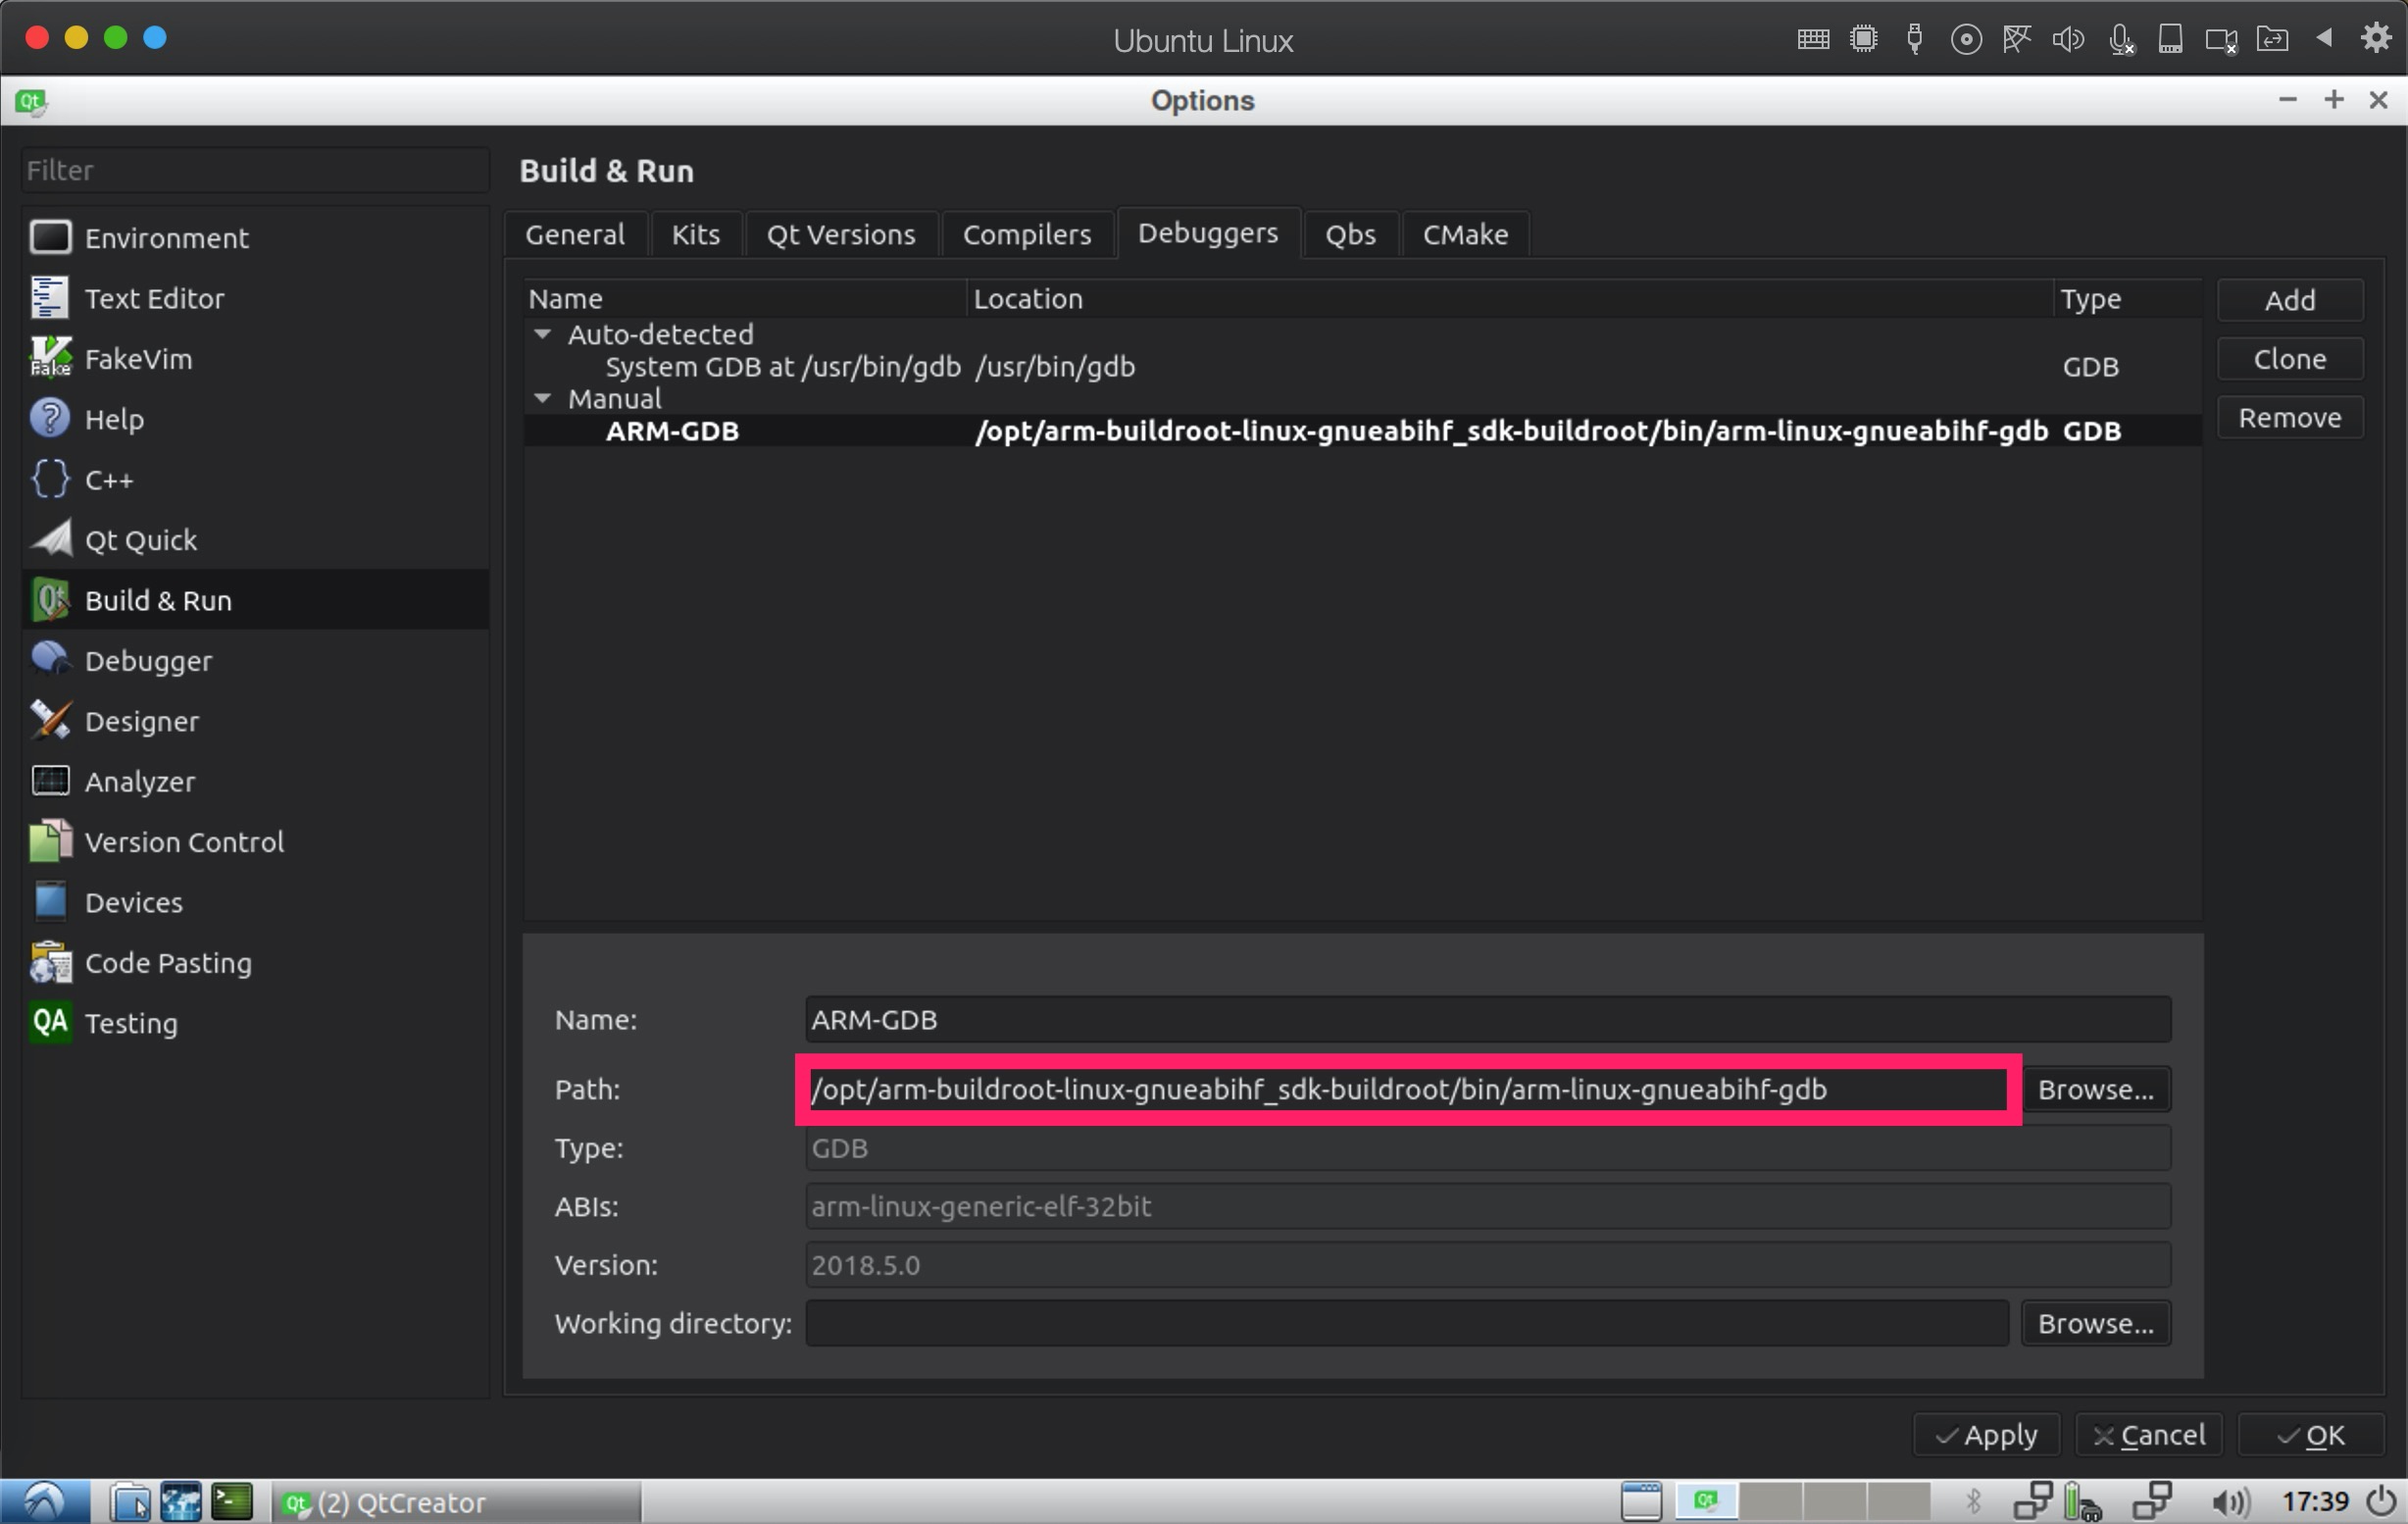 Ubuntu Linux
Options
Filter
Build & Run
Environment
Text Editor
FakeVim
Help
C++
Qt Quick
Build & Run
Debugger
Designer
Analyzer
Version Control
Devices
Code Pasting
QA Testing
General Kits Qt Versions Compilers Debuggers Qbs CMake
Name Location Type
Auto-detected
System GDB at /usr/bin/gdb /usr/bin/gdb GDB
Manual
ARM-GDB /opt/arm-buildroot-linux-gnueabihf_sdk-buildroot/bin/arm-linux-gnueabihf-gdb GDB
Add
Clone
Remove
Name: ARM-GDB
Path: /opt/arm-buildroot-linux-gnueabihf_sdk-buildroot/bin/arm-linux-gnueabihf-gdb Browse...
Type: GDB
ABIs: arm-linux-generic-elf-32bit
Version: 2018.5.0
Working directory: Browse...
Apply Cancel OK
(2) QtCreator 17:39